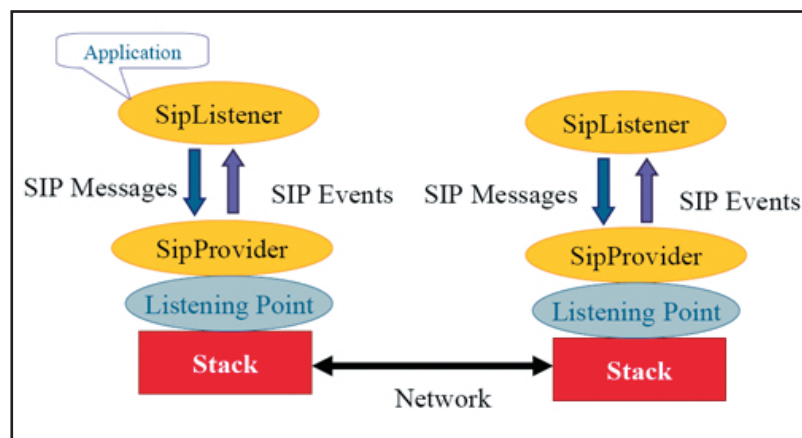 Application
SipListener
SipListener
SIP Messages
SIP Events
SIP Messages
SIP Events
SipProvider
SipProvider
Listening Point
Listening Point
Stack
Stack
Network